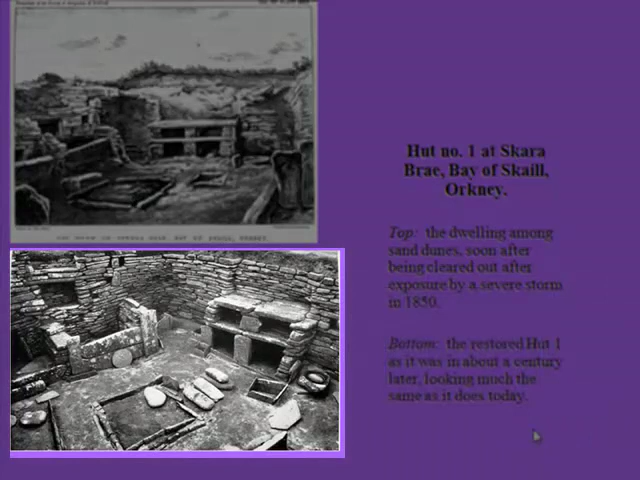 Hut no. 1 at Skara
Brae, Bay of Skaill,
Orkney.
Top: the dwelling among
sand dunes, soon after
being cleared out after
exposure by a severe storm
in 1850.
Bottom: the restored Hut 1
as it was in about a century
later, looking much the
same as it does today.